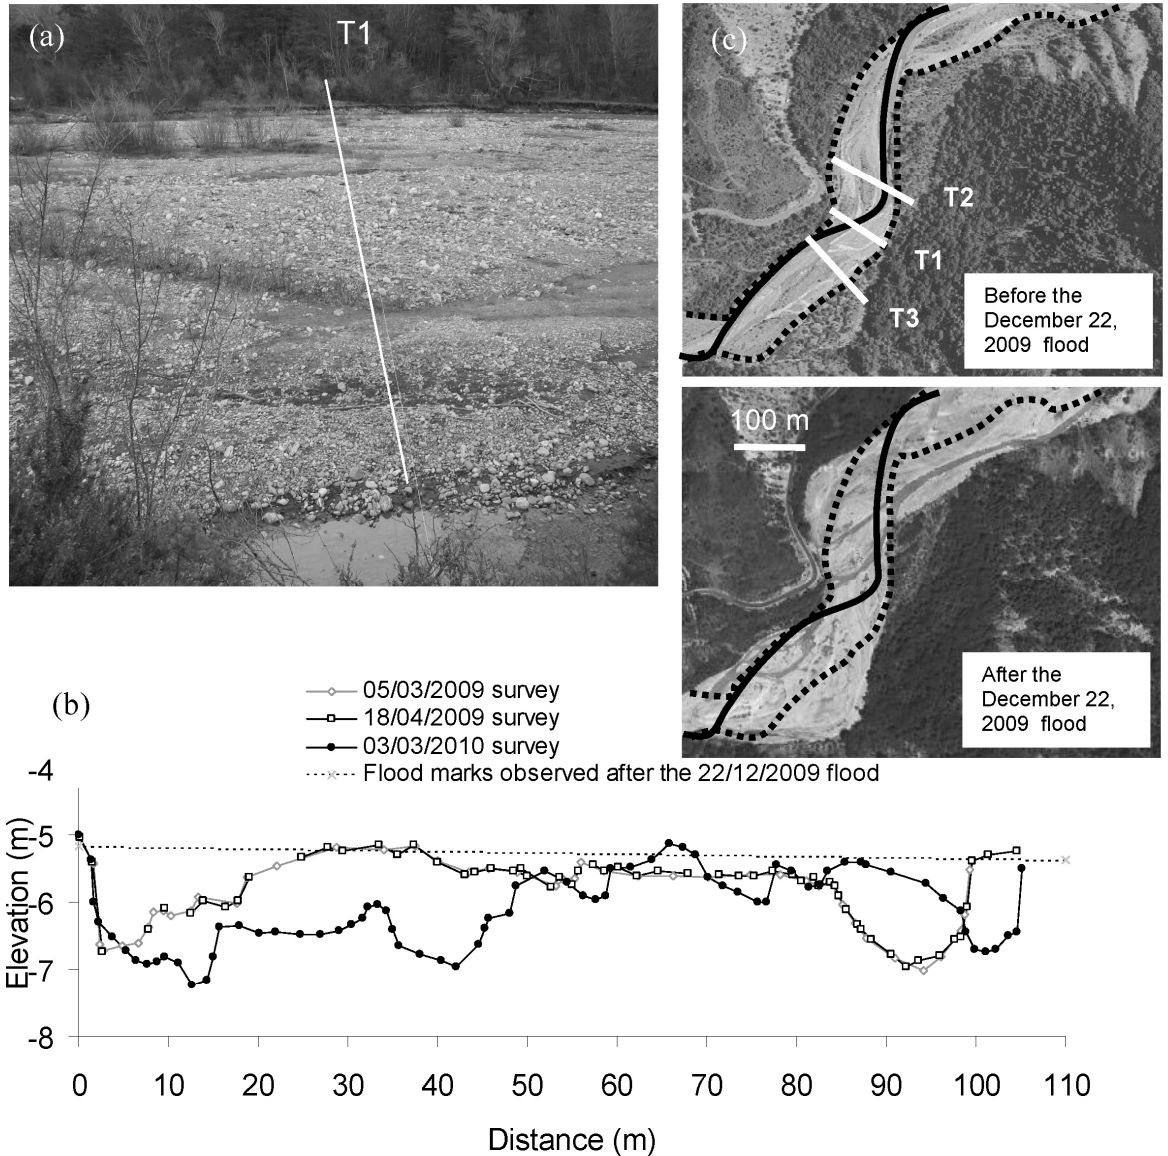 (a)
T1
(c)
T2
T1
T3
Before the
December 22,
2009 flood
100 m
After the
December 22,
2009 flood
(b)
05/03/2009 survey
18/04/2009 survey
03/03/2010 survey
Flood marks observed after the 22/12/2009 flood
Elevation (m)
-4
-5
-6
-7
-8
0 10 20 30 40 50 60 70 80 90 100 110
Distance (m)